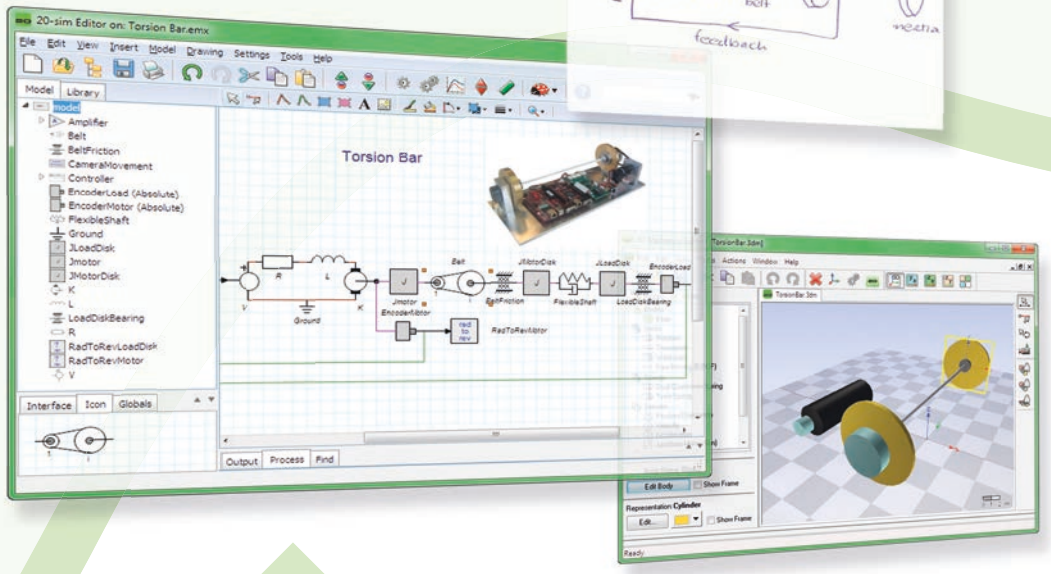 belt
feedback
20-sim Editor on: Torsion Bar.emx
File Edit View Insert Model Drawing Settings Tools Help
Model Library
model
Amplifier
Belt
BeltFriction
CameraMovement
Controller
EncoderLoad (Absolute)
EncoderMotor (Absolute)
FlexibleShaft
Ground
JLoadDisk
Jmotor
JMotorDisk
K
L
LoadDiskBearing
R
RadToRevLoadDisk
RadToRevMotor
V
Interface Icon Globals
1 i
Torsion Bar
V
R
L
Ground
K
J
Jmotor
EncoderMotor
Belt
1 i
BeltFriction
JMotorDisk
J
FlexibleShaft
JLoadDisk
J
LoadDiskBearing
EncoderLoad
rad
to
rev
RadToRevMotor
Output Process Find
TorsionBar.3dm]
Actions Window Help
TorsionBar.3dm
Edit Body Show Frame
Representation: Cylinder
Edit... Show Frame
Ready